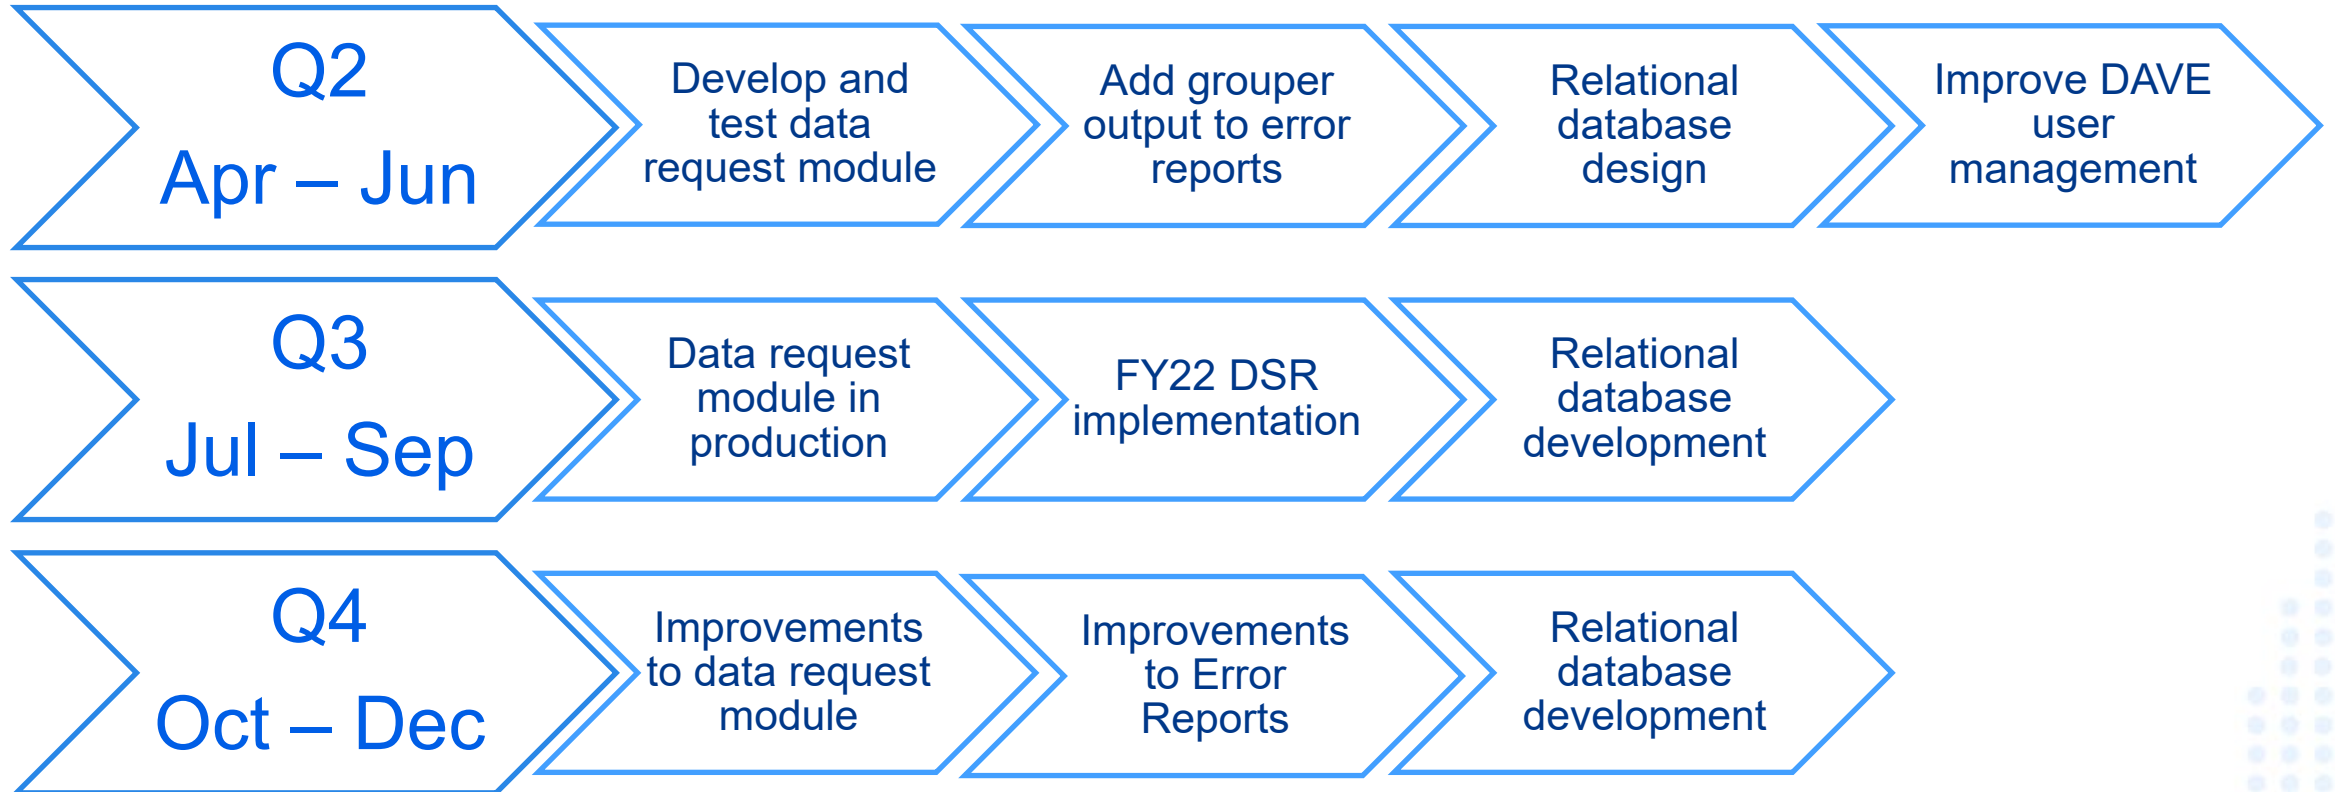 Q2
Apr – Jun
Develop and
test data
request module
Add grouper
output to error
reports
Relational
database
design
Improve DAVE
user
management
Q3
Jul – Sep
Data request
module in
production
FY22 DSR
implementation
Relational
database
development
Q4
Oct – Dec
Improvements
to data request
module
Improvements
to Error
Reports
Relational
database
development